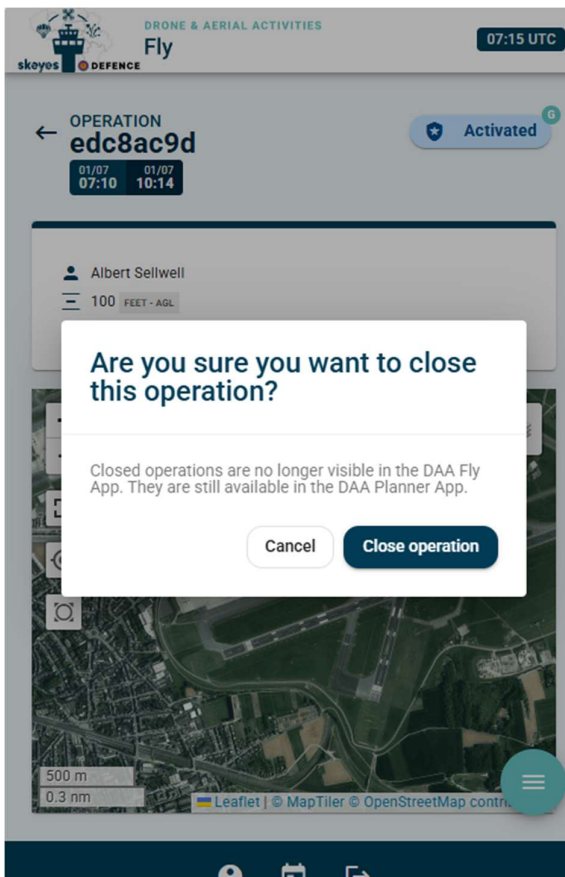 DRONE & AERIAL ACTIVITIES
Fly
07:15 UTC
skeyes DEFENCE
OPERATION
edc8ac9d
G
Activated
01/07 01/07
07:10 10:14
Albert Sellwell
100 FEET - AGL
Are you sure you want to close
this operation?
Closed operations are no longer visible in the DAA Fly
App. They are still available in the DAA Planner App.
Cancel Close operation
500 m
0.3 nm
Leaflet | © MapTiler © OpenStreetMap